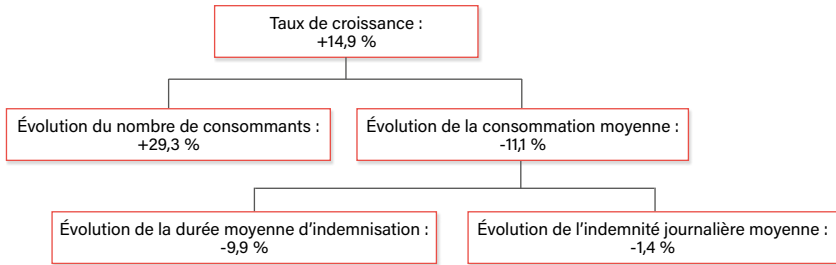 Taux de croissance :
+14,9 %
Évolution du nombre de consommants :
+29,3 %
Évolution de la consommation moyenne :
-11,1 %
Évolution de la durée moyenne d’indemnisation :
-9,9 %
Évolution de l’indemnité journalière moyenne :
-1,4 %